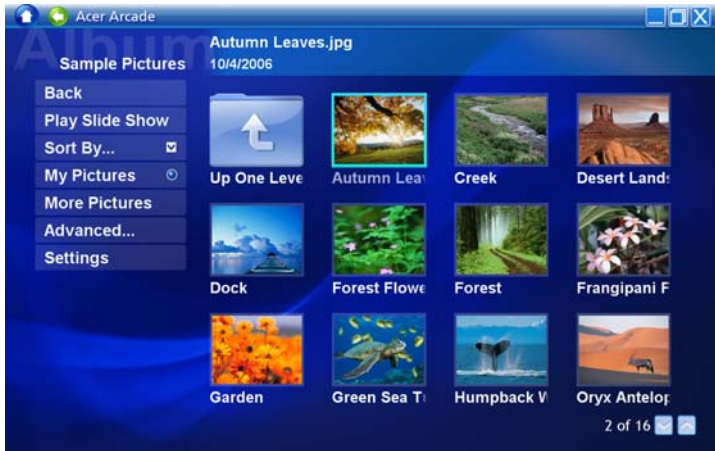 Acer Arcade
Album
Sample Pictures
Autumn Leaves.jpg
10/4/2006
Back
Play Slide Show
Sort By...
My Pictures
More Pictures
Advanced...
Settings
Up One Leve
Autumn Leav
Creek
Desert Lands
Dock
Forest Flowe
Forest
Frangipani F
Garden
Green Sea Tu
Humpback W
Oryx Antelop
2 of 16